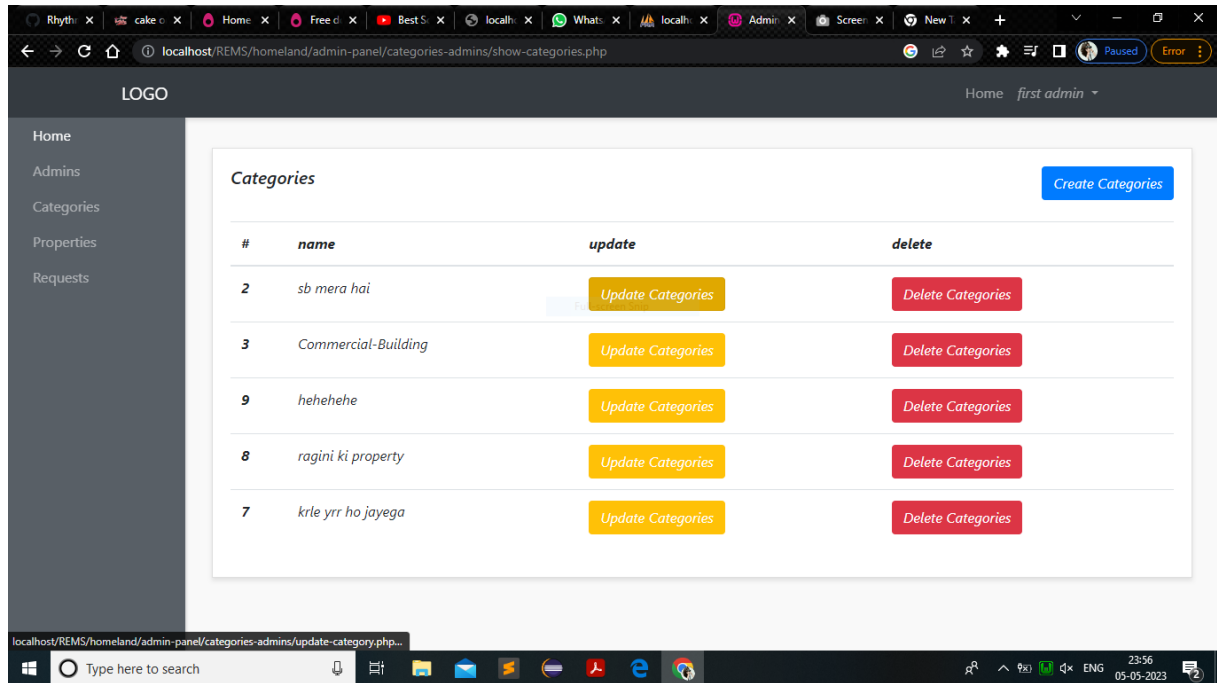 Rhythr cake o Home Free d Best S localh Whats localh Admin Screen New T
localhost/REMS/homeland/admin-panel/categories-admins/show-categories.php Paused Error
LOGO Home first admin
Home
Admins
Categories
Properties
Requests
Categories Create Categories
# name update delete
2 sb mera hai Update Categories Delete Categories
3 Commercial-Building Update Categories Delete Categories
9 hehehehe Update Categories Delete Categories
8 ragini ki property Update Categories Delete Categories
7 krle yrr ho jayega Update Categories Delete Categories
localhost/REMS/homeland/admin-panel/categories-admins/update-category.php...
Type here to search ENG 23:56
05-05-2023
2